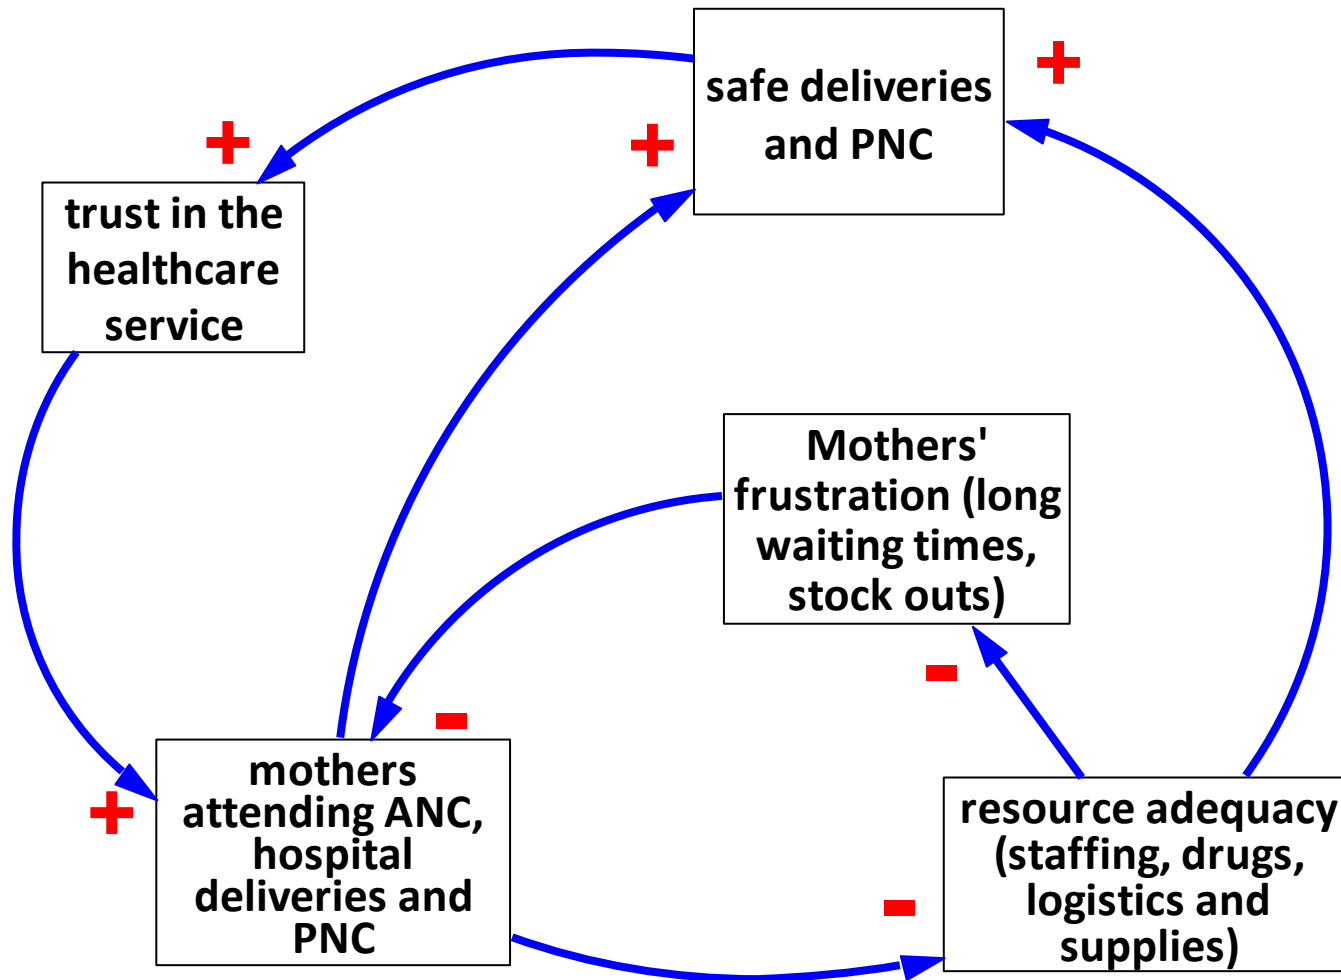 safe deliveries
and PNC
+
+
+
trust in the
healthcare
service
Mothers'
frustration (long
waiting times,
stock outs)
-
-
+
mothers
attending ANC,
hospital
deliveries and
PNC
-
resource adequacy
(staffing, drugs,
logistics and
supplies)